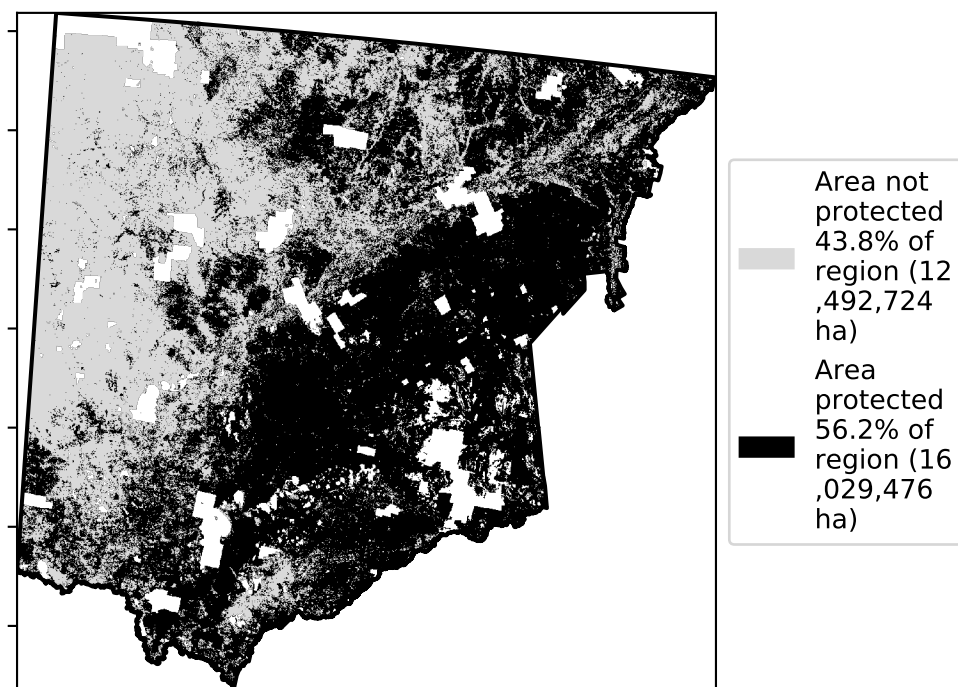 Area not
protected
43.8% of
region (12
,492,724
ha)
Area
protected
56.2% of
region (16
,029,476
ha)